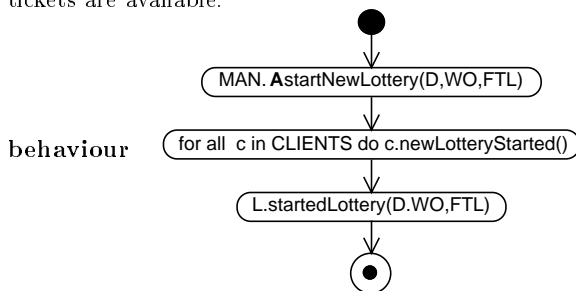 tickets are available.
MAN. AstartNewLottery(D,WO,FTL)
for all c in CLIENTS do c.newLotteryStarted()
behaviour
L.startedLottery(D.WO,FTL)